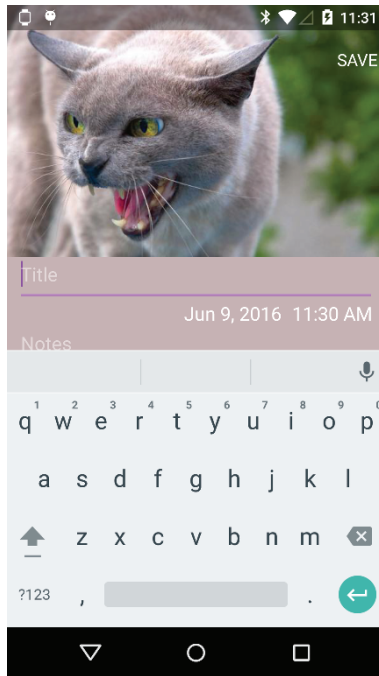 11:31
SAVE
Title
Jun 9, 2016 11:30 AM
Notes
1 2 3 4 5 6 7 8 9 0
q w e r t y u i o p
a s d f g h j k l
z x c v b n m
?123 , .